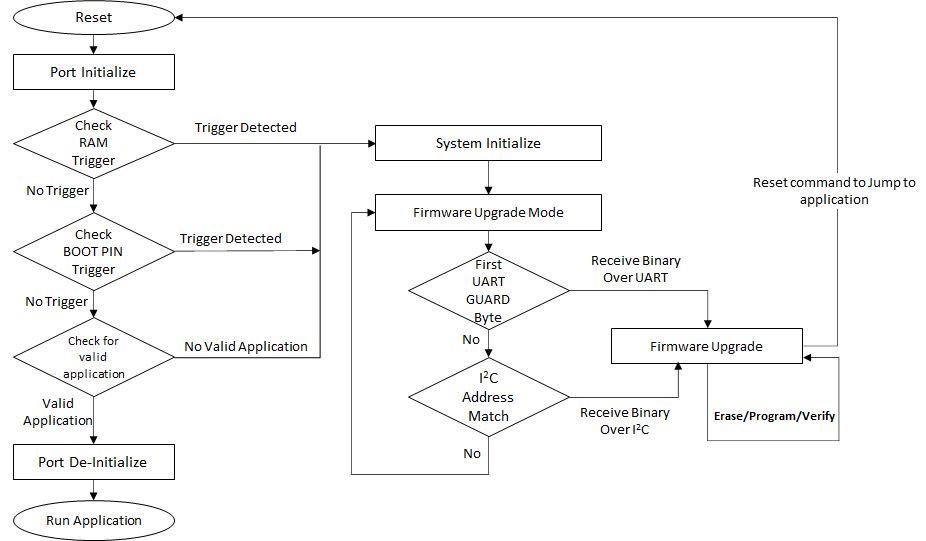 Reset
Port Initialize
Check
RAM
Trigger
Trigger Detected
System Initialize
No Trigger
Reset command to Jump to
application
Firmware Upgrade Mode
Check
BOOT PIN
Trigger
Trigger Detected
First
UART
GUARD
Byte
Receive Binary
Over UART
No Trigger
Check for
valid
application
No Valid Application
No
Firmware Upgrade
I²C
Address
Match
Receive Binary
Over I²C
Erase/Program/Verify
Valid
Application
No
Port De-Initialize
Run Application